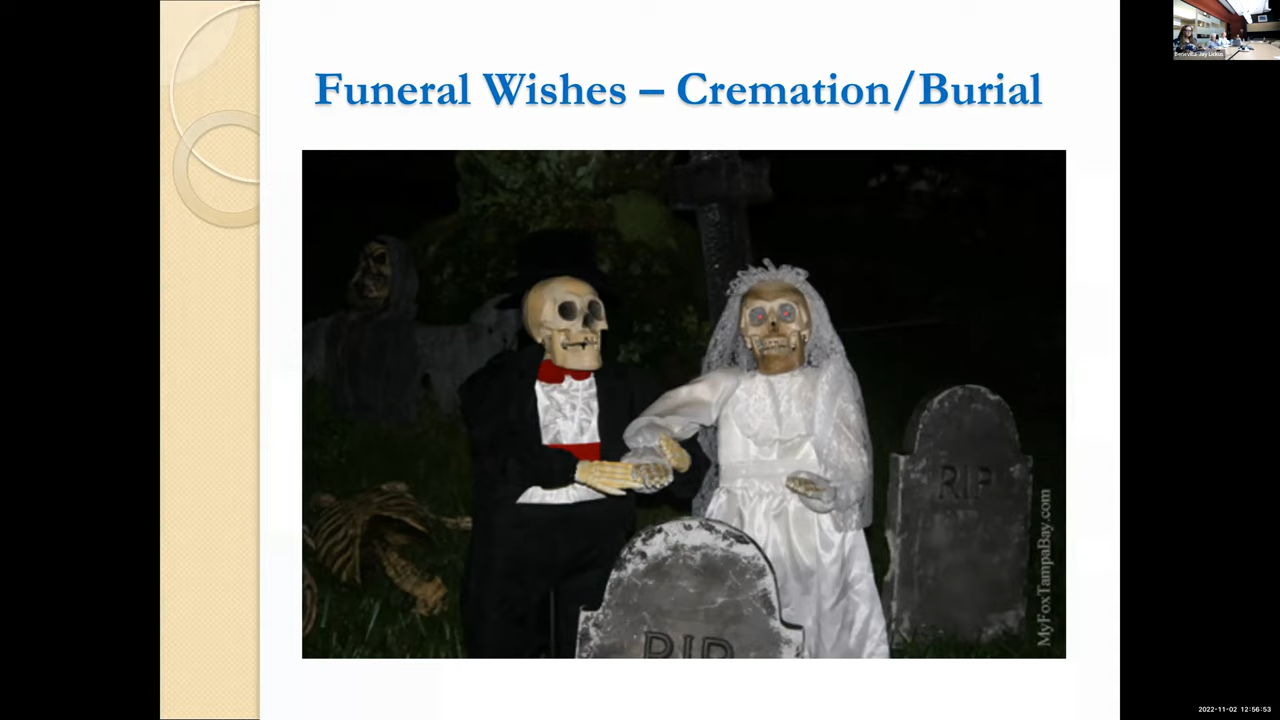 Funeral Wishes – Cremation/Burial
RIP
RIP
MyFoxTampaBay.com
2022-11-02 12:56:53